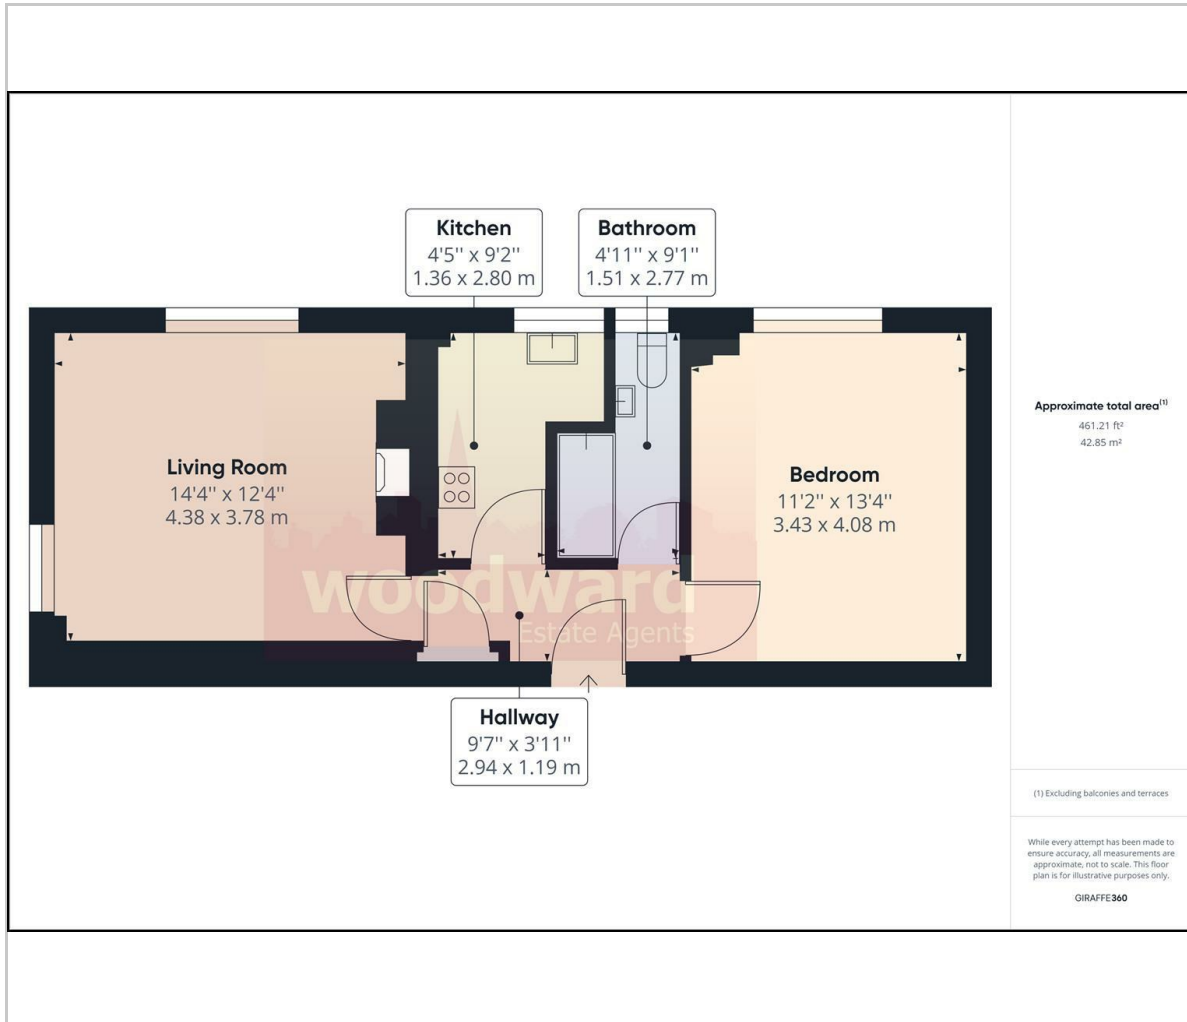 Kitchen
4'5'' x 9'2''
1.36 x 2.80 m
Bathroom
4'11'' x 9'1''
1.51 x 2.77 m
Living Room
14'4'' x 12'4''
4.38 x 3.78 m
Bedroom
11'2'' x 13'4''
3.43 x 4.08 m
woodward
Estate Agents
Hallway
9'7'' x 3'11''
2.94 x 1.19 m
Approximate total area(1)
461.21 ft²
42.85 m²
(1) Excluding balconies and terraces
While every attempt has been made to
ensure accuracy, all measurements are
approximate, not to scale. This floor
plan is for illustrative purposes only.
GIRAFFE360